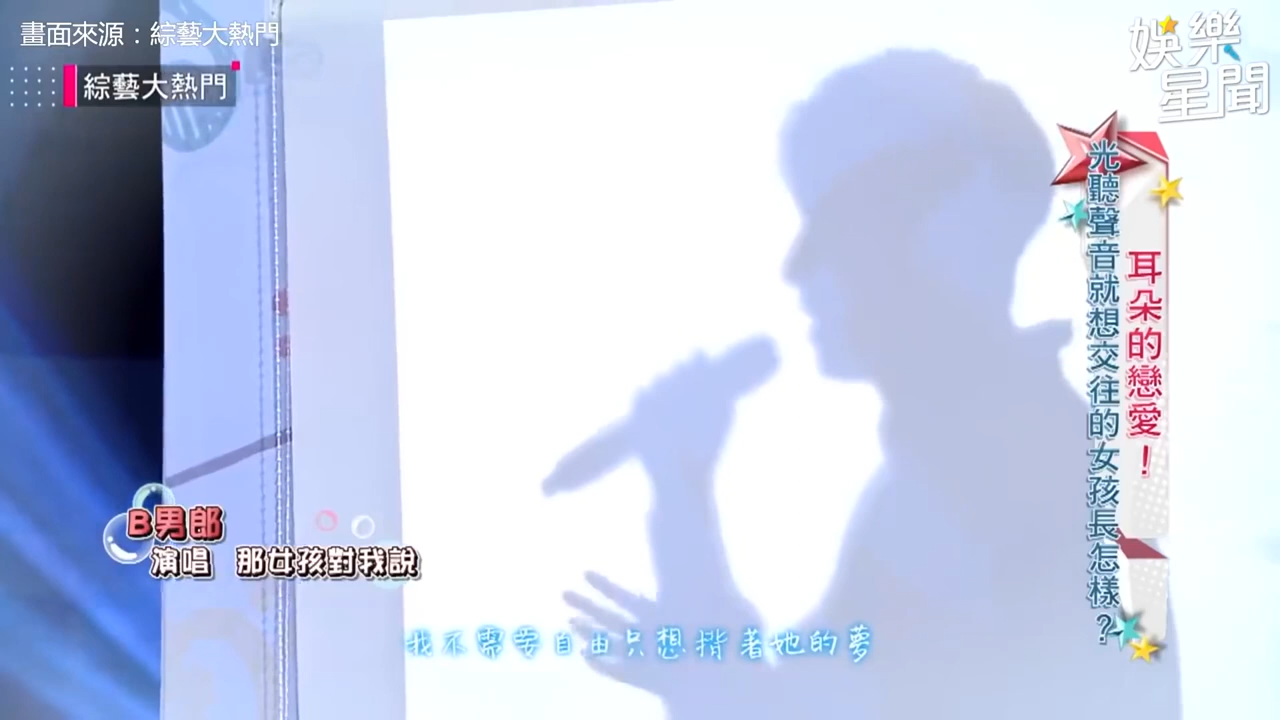 畫面來源：綜藝大熱門
綜藝大熱門
娛樂
星聞
耳朵的戀愛！
光聽聲音就想交往的女孩長怎樣？
B男郎
演唱 那女孩對我說
我不需要自由只想揹著她的夢